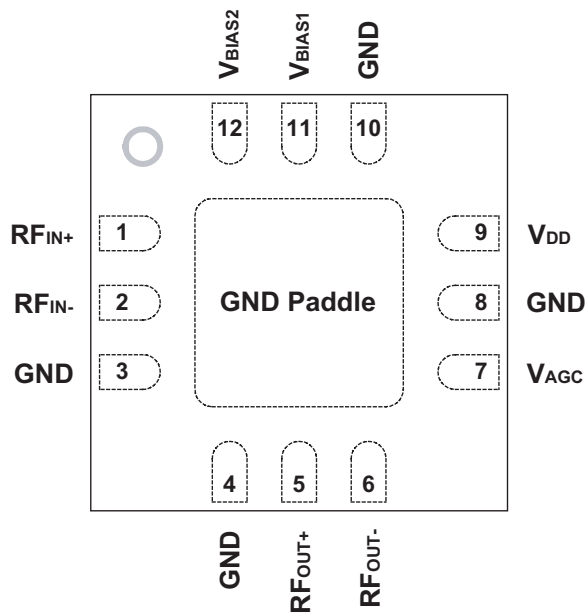 VBIAS2
VBIAS1
GND
12
11
10
RFIN+
1
9
VDD
RFIN-
2
GND Paddle
8
GND
GND
3
7
VAGC
4
5
6
GND
RFOUT+
RFOUT-